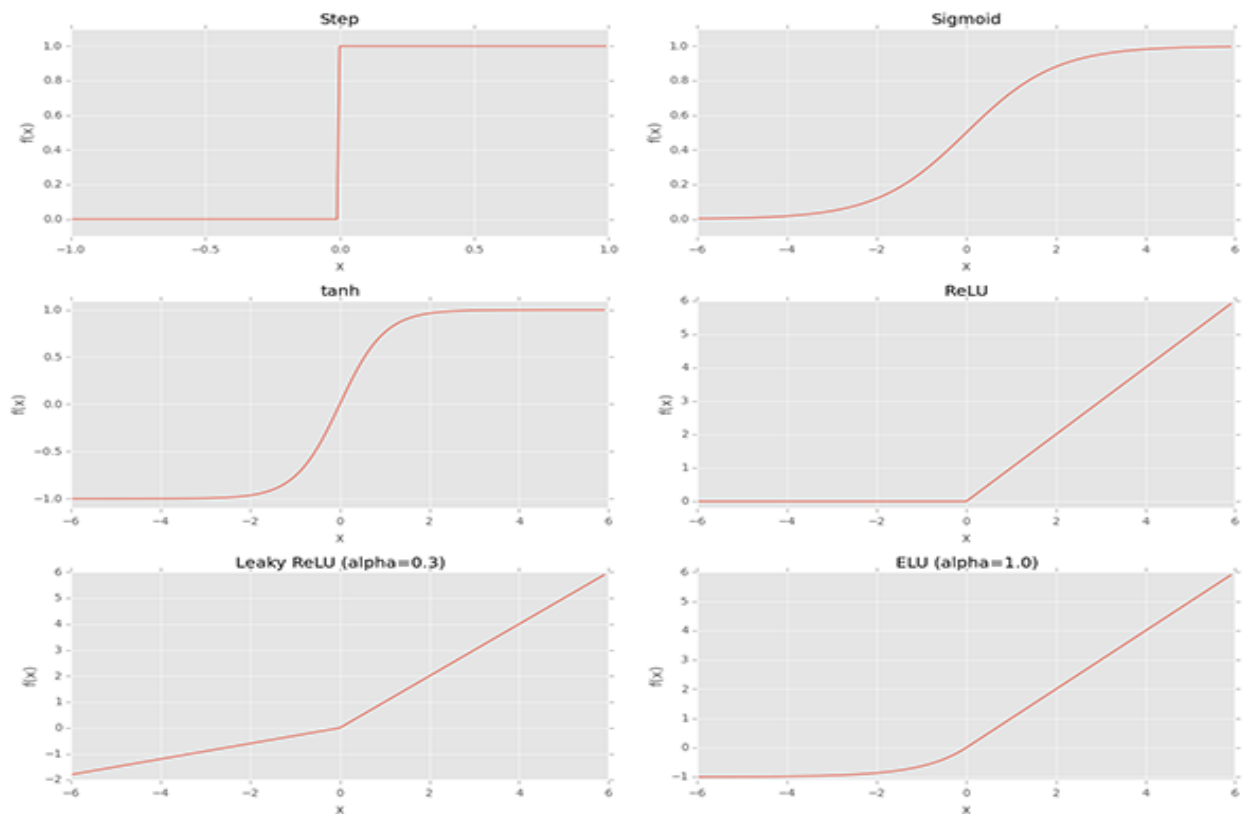 Step
1.0
0.8
0.6
0.4
0.2
0.0
f(x)
−1.0 −0.5 0.0 0.5 1.0
x
Sigmoid
1.0
0.8
0.6
0.4
0.2
0.0
f(x)
−6 −4 −2 0 2 4 6
x
tanh
1.0
0.5
0.0
−0.5
−1.0
f(x)
−6 −4 −2 0 2 4 6
x
ReLU
6
5
4
3
2
1
0
f(x)
−6 −4 −2 0 2 4 6
x
Leaky ReLU (alpha=0.3)
6
5
4
3
2
1
0
−1
−2
f(x)
−6 −4 −2 0 2 4 6
x
ELU (alpha=1.0)
6
5
4
3
2
1
0
−1
f(x)
−6 −4 −2 0 2 4 6
x